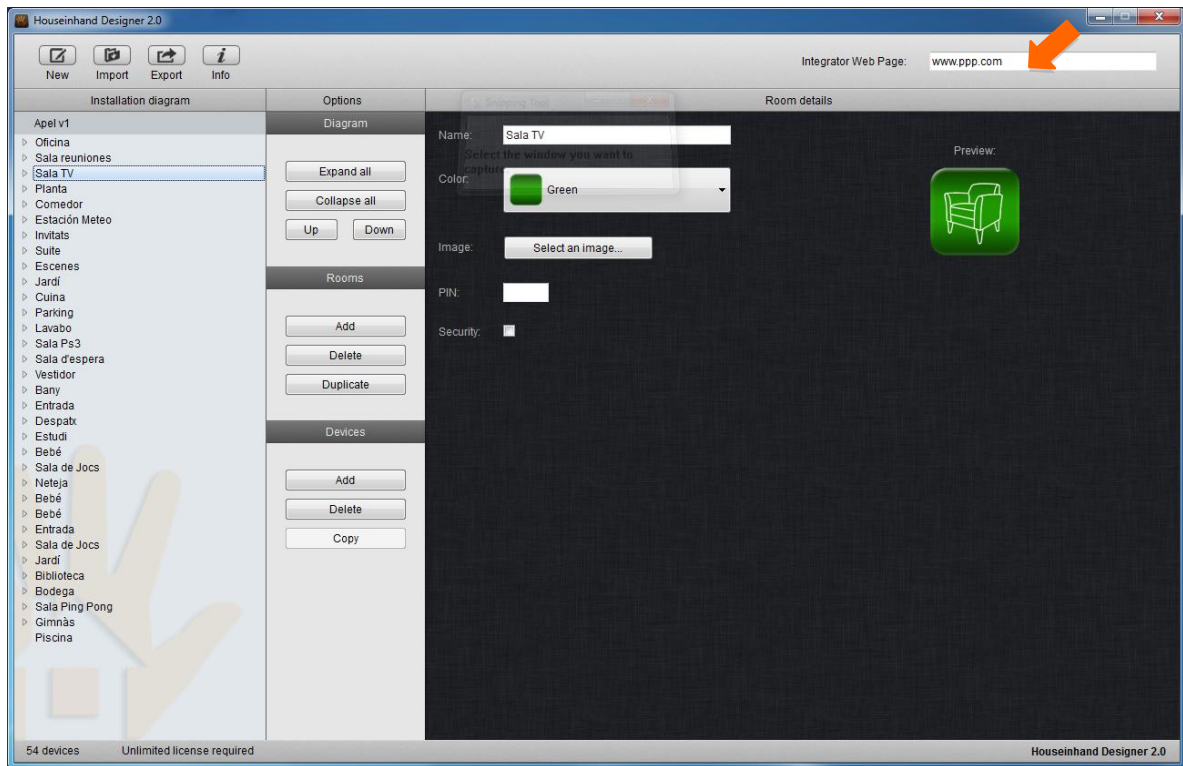 Houseinhand Designer 2.0
New Import Export Info
Integrator Web Page: www.ppp.com
Installation diagram
Options
Room details
Apel v1
Oficina
Sala reuniones
Sala TV
Planta
Comedor
Estación Meteo
Invitats
Suite
Escenes
Jardí
Cuina
Parking
Lavabo
Sala Ps3
Sala d'espera
Vestidor
Bany
Entrada
Despatx
Estudi
Bebé
Sala de Jocs
Neteja
Bebé
Bebé
Entrada
Sala de Jocs
Jardí
Biblioteca
Bodega
Sala Ping Pong
Gimnàs
Piscina
Diagram
Expand all
Collapse all
Up Down
Rooms
Add
Delete
Duplicate
Devices
Add
Delete
Copy
Snipping Tool
Select the window you want to
capture
Name: Sala TV
Color: Green
Image: Select an image...
PIN:
Security:
Preview:
54 devices Unlimited license required
Houseinhand Designer 2.0